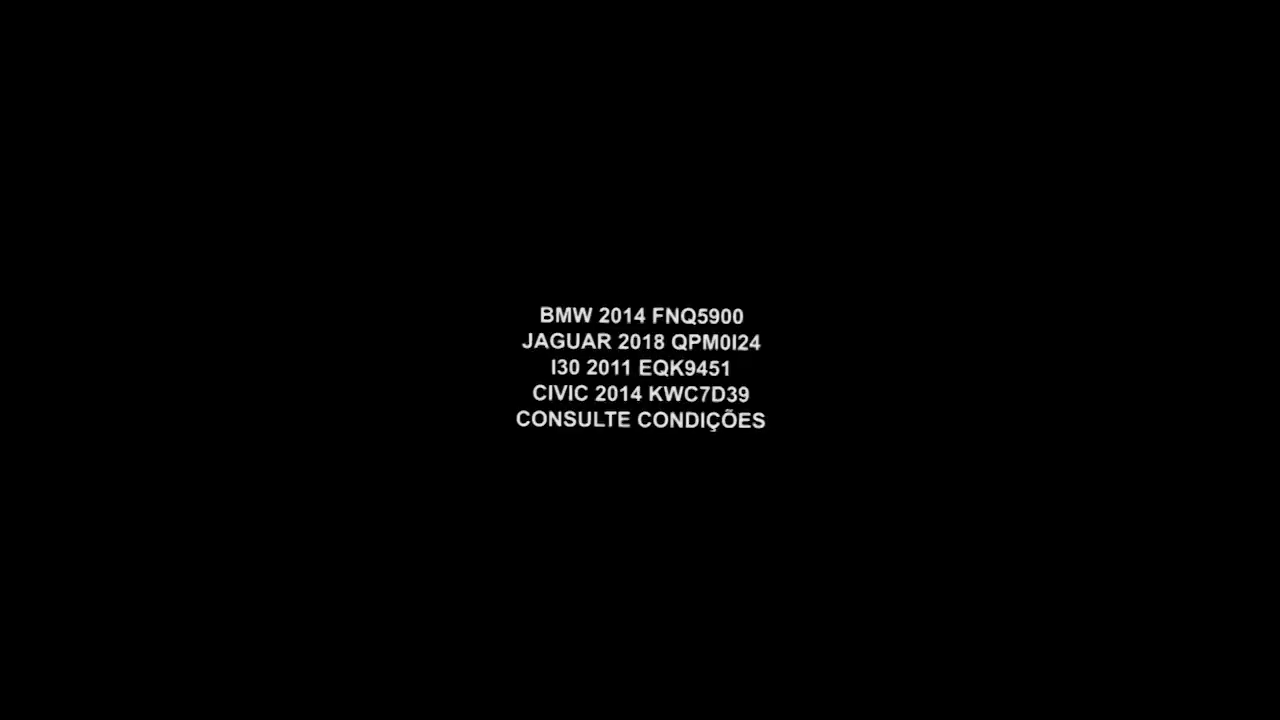 BMW 2014 FNQ5900
JAGUAR 2018 QPM0I24
I30 2011 EQK9451
CIVIC 2014 KWC7D39
CONSULTE CONDIÇÕES